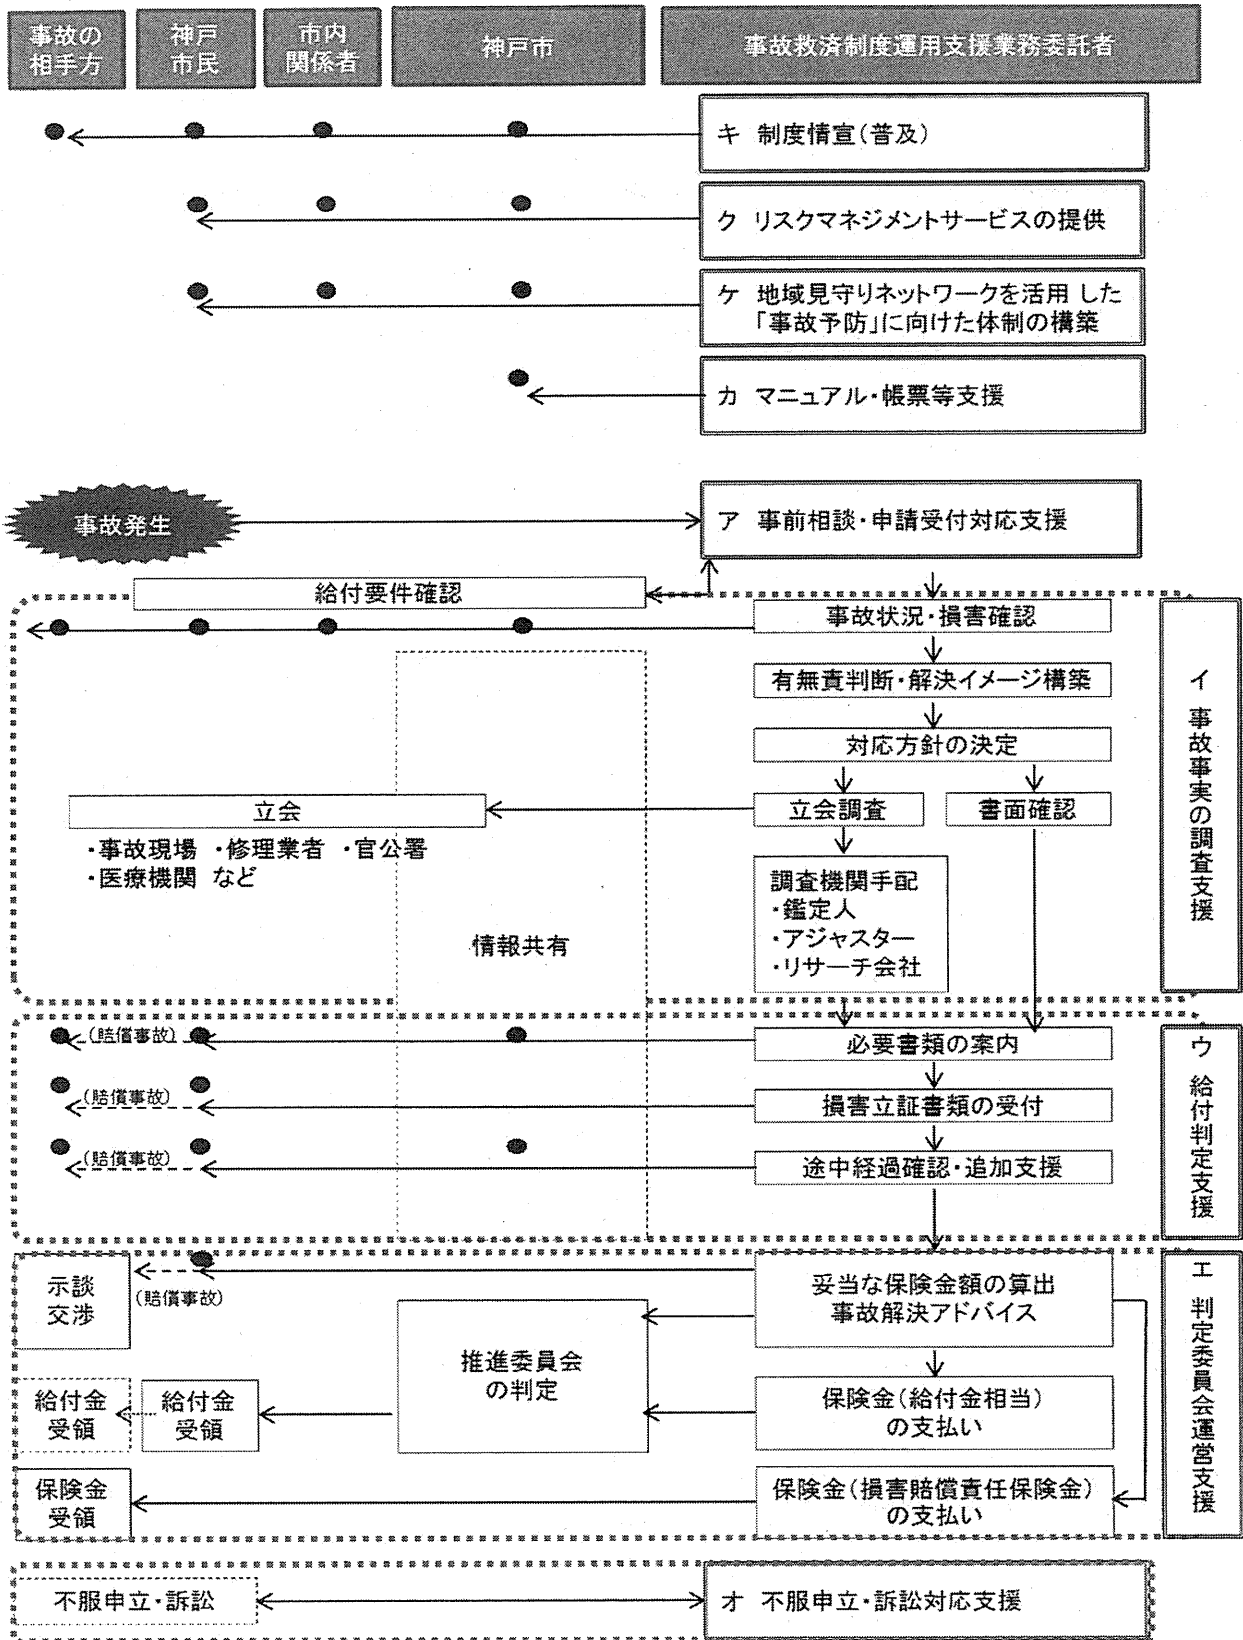 事故の
相手方
神戸
市民
市内
関係者
神戸市
事故救済制度運用支援業務委託者
キ 制度情宣(普及)
ク リスクマネジメントサービスの提供
ケ 地域見守りネットワークを活用 した
「事故予防」に向けた体制の構築
カ マニュアル・帳票等支援
事故発生
ア 事前相談・申請受付対応支援
給付要件確認
事故状況・損害確認
有無責判断・解決イメージ構築
対応方針の決定
立会
立会調査
書面確認
・事故現場 ・修理業者 ・官公署
・医療機関 など
調査機関手配
・鑑定人
・アジャスター
・リサーチ会社
情報共有
イ 事故事実の調査支援
(賠償事故)
必要書類の案内
(賠償事故)
損害立証書類の受付
(賠償事故)
途中経過確認・追加支援
ウ 給付判定支援
示談
交渉
(賠償事故)
妥当な保険金額の算出
事故解決アドバイス
推進委員会
の判定
給付金
受領
給付金
受領
保険金(給付金相当)
の支払い
保険金
受領
保険金(損害賠償責任保険金)
の支払い
エ 判定委員会運営支援
不服申立・訴訟
オ 不服申立・訴訟対応支援